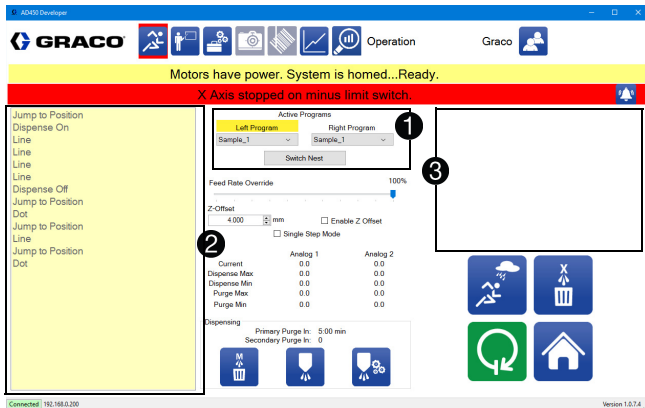 AD450 Developer
GRACO
Operation
Graco
Motors have power. System is homed...Ready.
X Axis stopped on minus limit switch.
Jump to Position
Dispense On
Line
Line
Line
Line
Dispense Off
Jump to Position
Dot
Jump to Position
Line
Jump to Position
Dot
Active Programs
Left Program Right Program
Sample_1 Sample_1
Switch Nest
1
2
3
Feed Rate Override 100%
Z-Offset
4.000 mm Enable Z Offset
Single Step Mode
Analog 1 Analog 2
Current 0.0 0.0
Dispense Max 0.0 0.0
Dispense Min 0.0 0.0
Purge Max 0.0 0.0
Purge Min 0.0 0.0
Dispensing
Primary Purge In: 5:00 min
Secondary Purge In: 0
M
X
Connected 192.168.0.200
Version 1.0.7.4